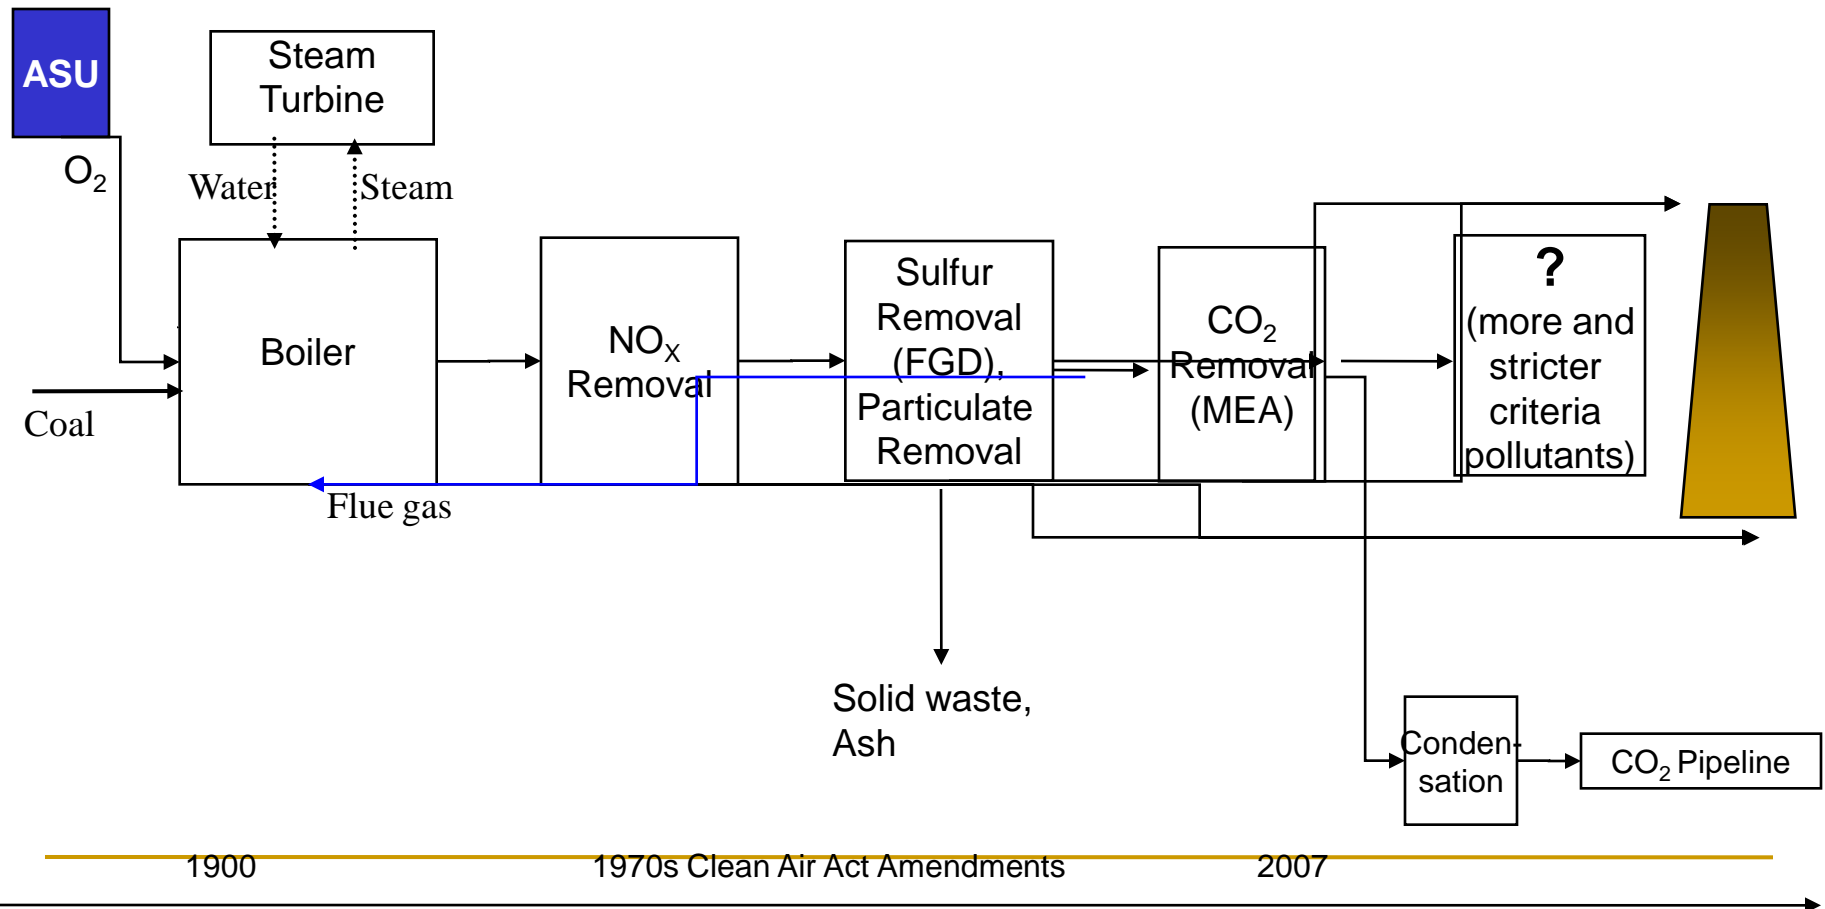 ASU
Steam
Turbine
O₂
Water
Steam
Boiler
Coal
NOX
Removal
Sulfur
Removal
(FGD),
Particulate
Removal
CO₂
Removal
(MEA)
?
(more and
stricter
criteria
pollutants)
Flue gas
Solid waste,
Ash
Conden-
sation
CO₂ Pipeline
1900
1970s Clean Air Act Amendments
2007